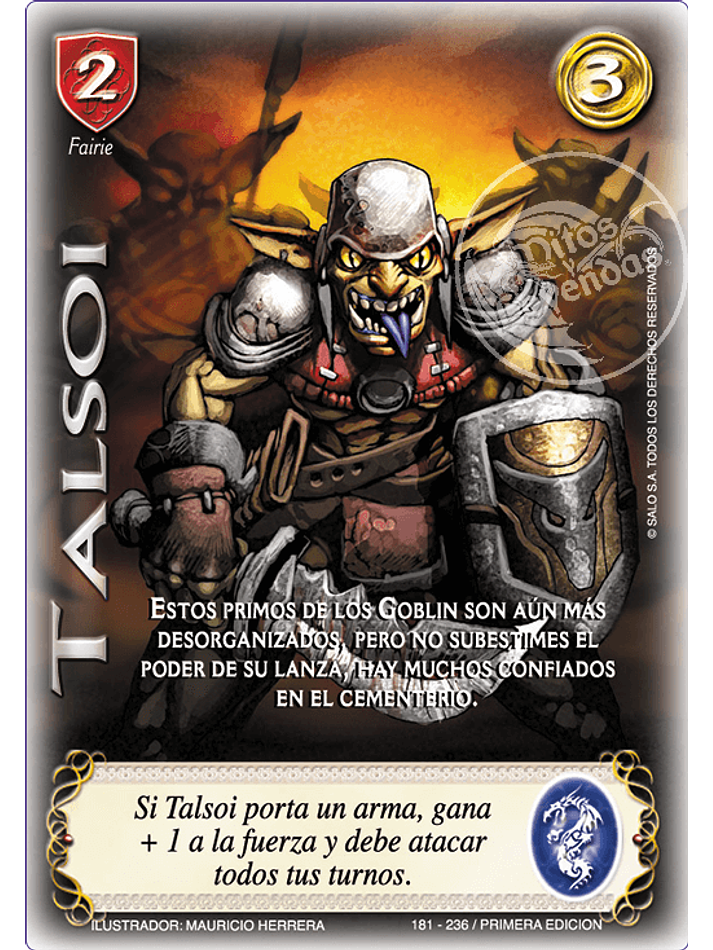 2
3
Fairie
TALSOI
Mitos
y
Leyendas
© SALO S.A. TODOS LOS DERECHOS RESERVADOS
ESTOS PRIMOS DE LOS GOBLIN SON AÚN MÁS
DESORGANIZADOS, PERO NO SUBESTIMES EL
PODER DE SU LANZA, HAY MUCHOS CONFIADOS
EN EL CEMENTERIO.
Si Talsoi porta un arma, gana
+ 1 a la fuerza y debe atacar
todos tus turnos.
ILUSTRADOR: MAURICIO HERRERA
181 - 236 / PRIMERA EDICION